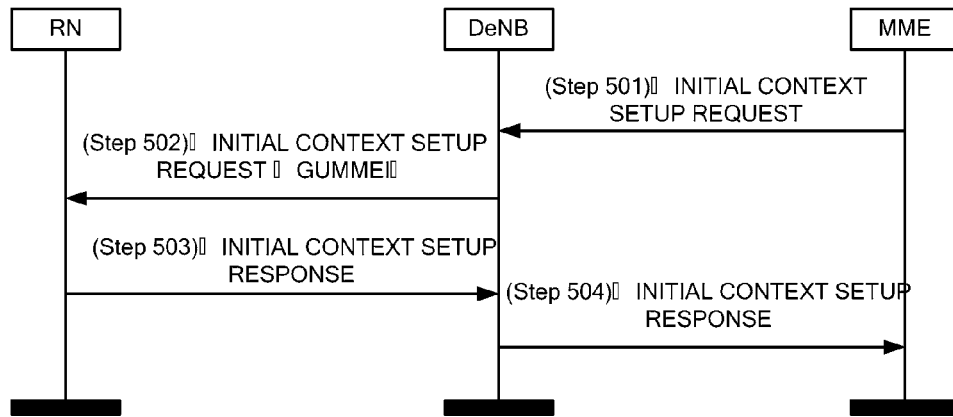 RN
DeNB
MME
(Step 501)▯ INITIAL CONTEXT
SETUP REQUEST
(Step 502)▯ INITIAL CONTEXT SETUP
REQUEST ▯ GUMMEI▯
(Step 503)▯ INITIAL CONTEXT SETUP
RESPONSE
(Step 504)▯ INITIAL CONTEXT SETUP
RESPONSE